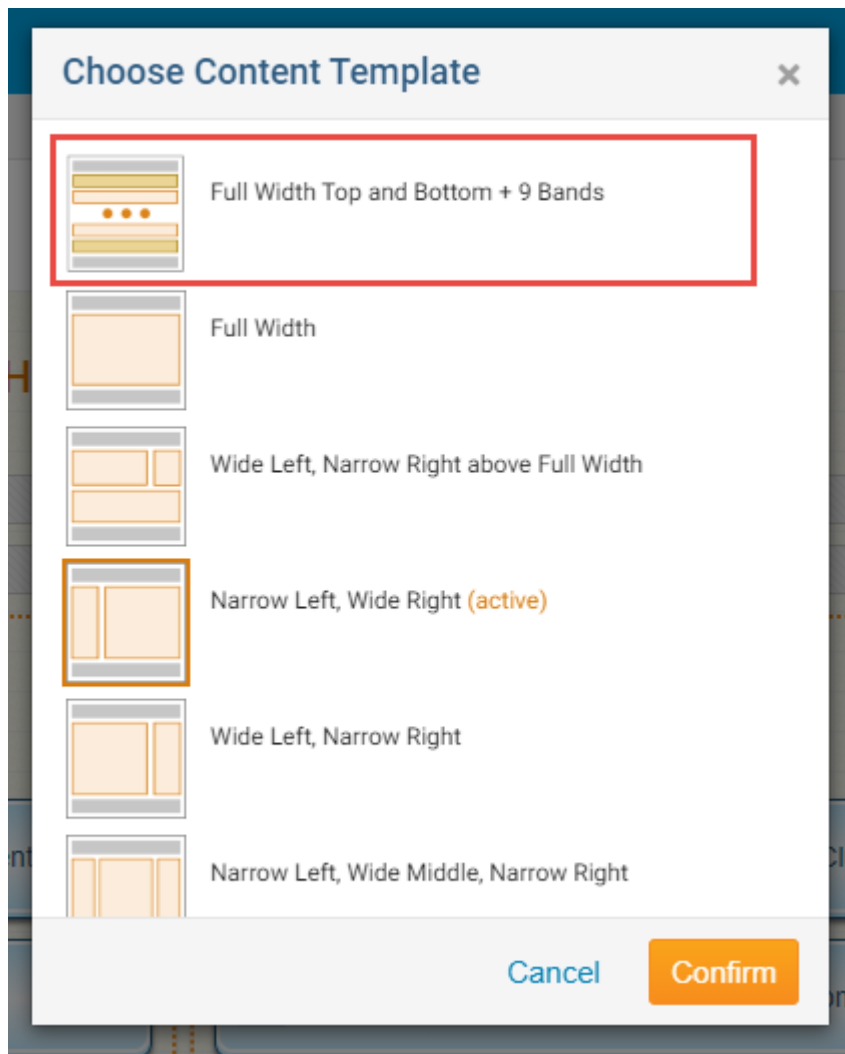 Choose Content Template ×
Full Width Top and Bottom + 9 Bands
Full Width
Wide Left, Narrow Right above Full Width
Narrow Left, Wide Right (active)
Wide Left, Narrow Right
Narrow Left, Wide Middle, Narrow Right
Cancel Confirm